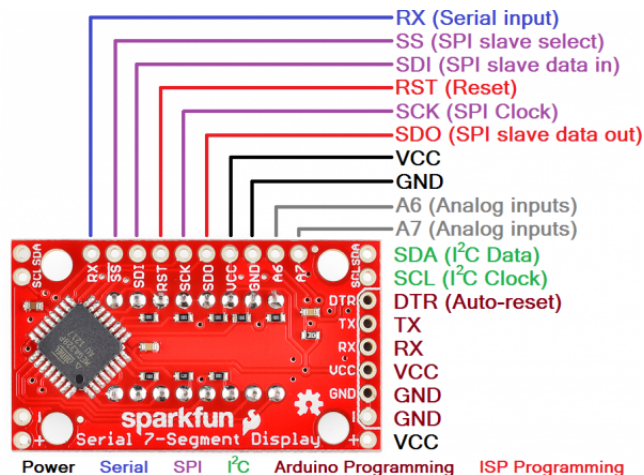 RX (Serial input)
SS (SPI slave select)
SDI (SPI slave data in)
RST (Reset)
SCK (SPI Clock)
SDO (SPI slave data out)
VCC
GND
A6 (Analog inputs)
A7 (Analog inputs)
SDA (I²C Data)
SCL (I²C Clock)
DTR (Auto-reset)
TX
RX
VCC
GND
GND
VCC
SCL SDA RX SS SDI RST SCK SDO VCC GND A6 A7 SCL SDA
DTR
TX
RX
VCC
GND
- -
+ +
sparkfun
Serial 7-Segment Display
Power Serial SPI I²C Arduino Programming ISP Programming